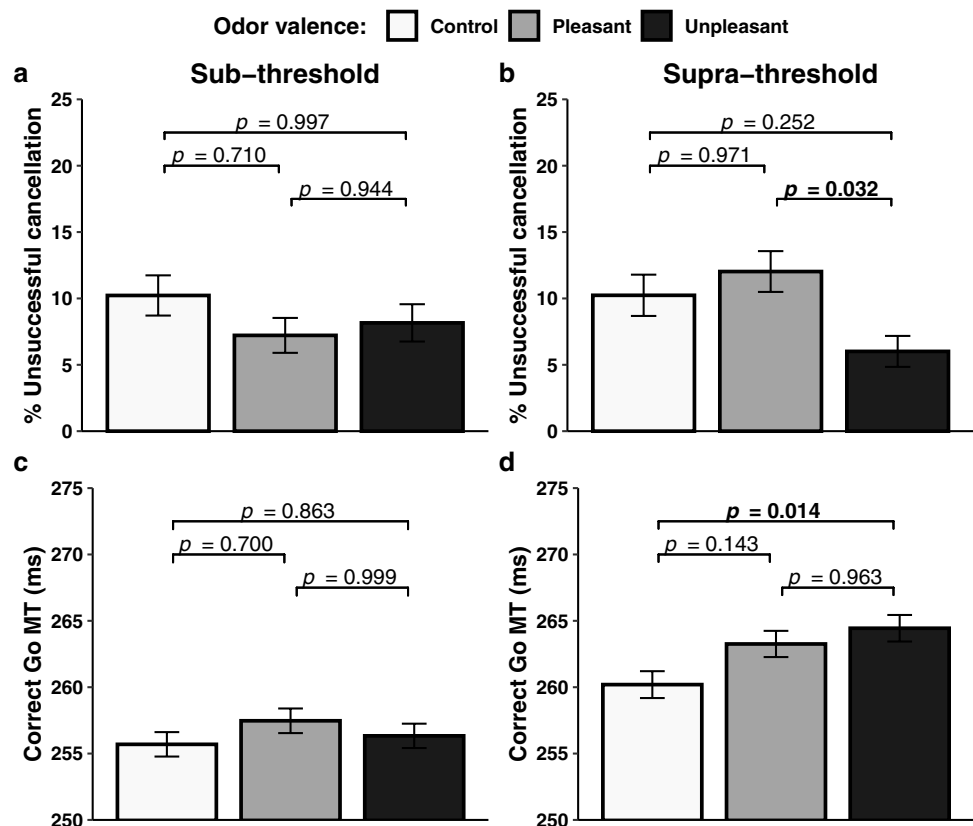 Odor valence: Control Pleasant Unpleasant
a Sub−threshold
% Unsuccessful cancellation
25
20
15
10
5
0
p = 0.997
p = 0.710
p = 0.944
b Supra−threshold
% Unsuccessful cancellation
25
20
15
10
5
0
p = 0.252
p = 0.971
p = 0.032
c
Correct Go MT (ms)
275
270
265
260
255
250
p = 0.863
p = 0.700
p = 0.999
d
Correct Go MT (ms)
275
270
265
260
255
250
p = 0.014
p = 0.143
p = 0.963